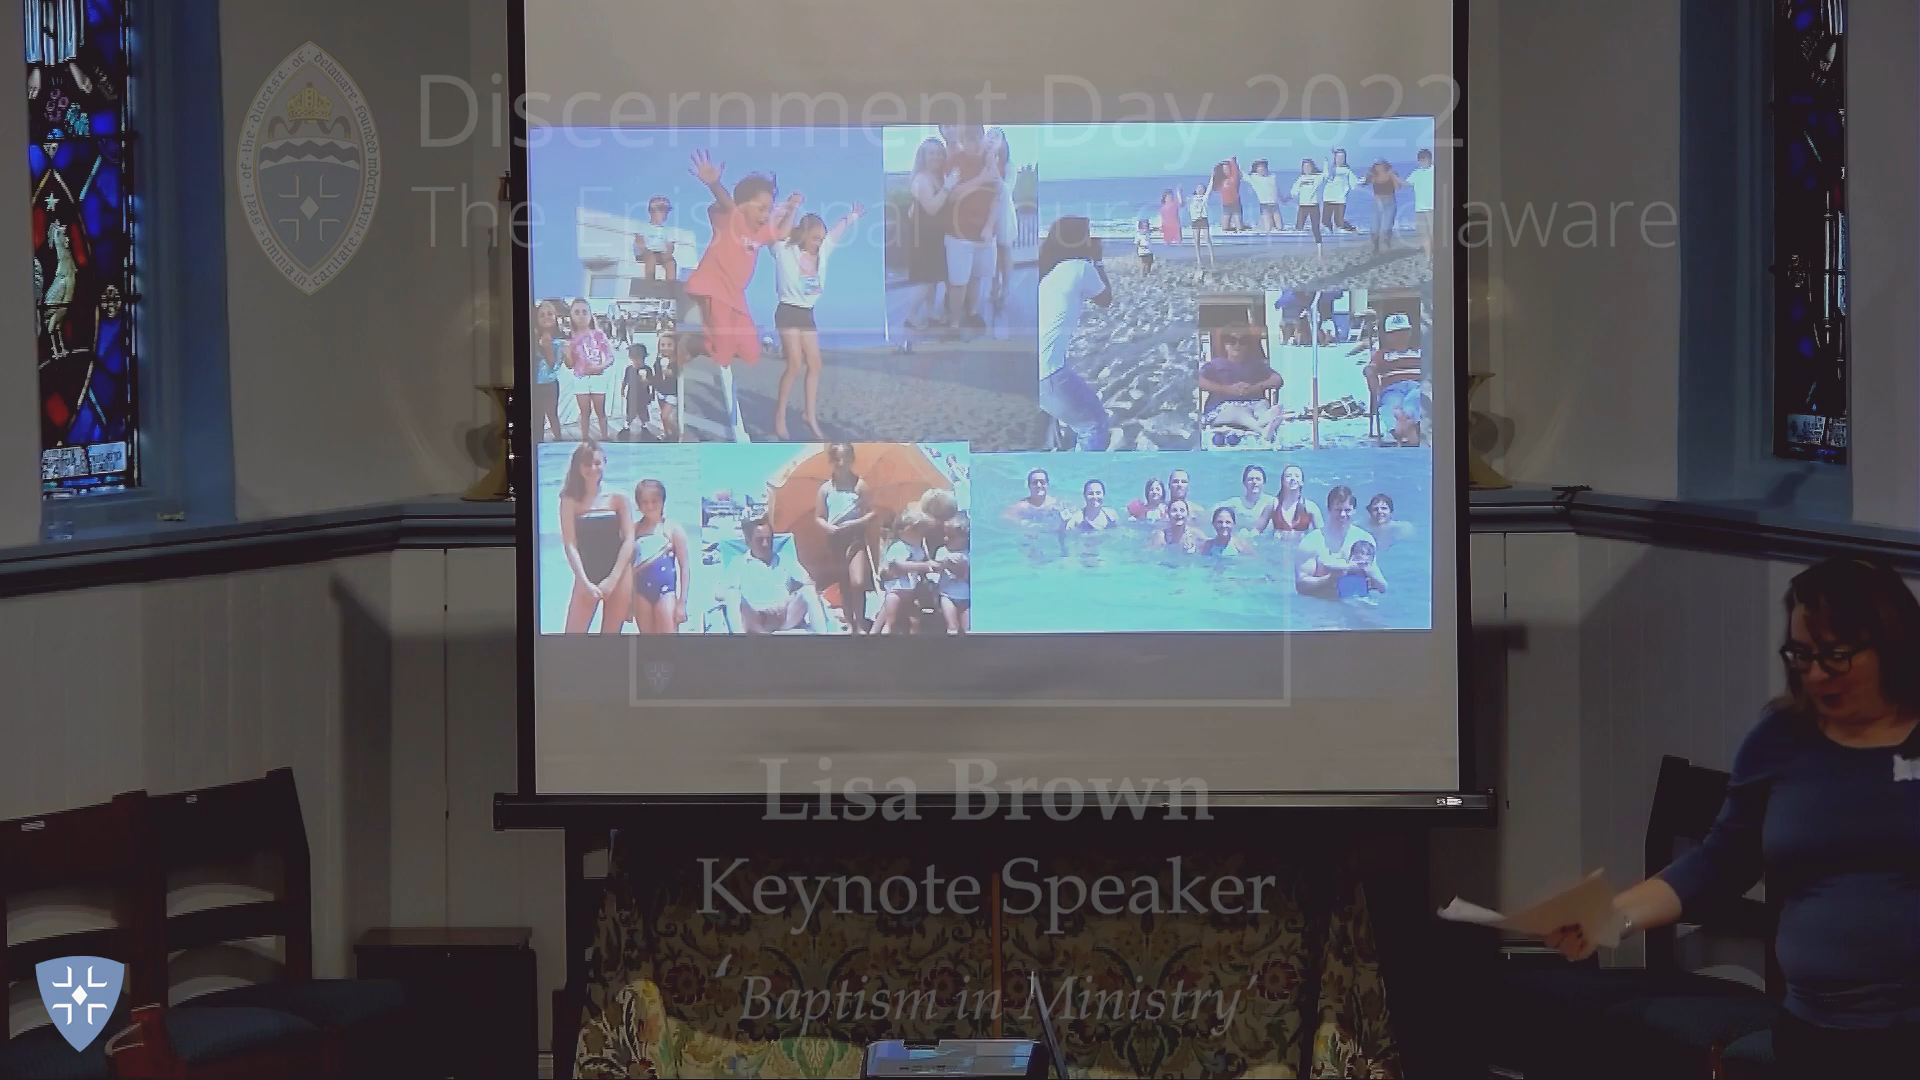 Discernment Day 2022
The Episcopal Church in Delaware
Lisa Brown
Keynote Speaker
‘Baptism in Ministry’